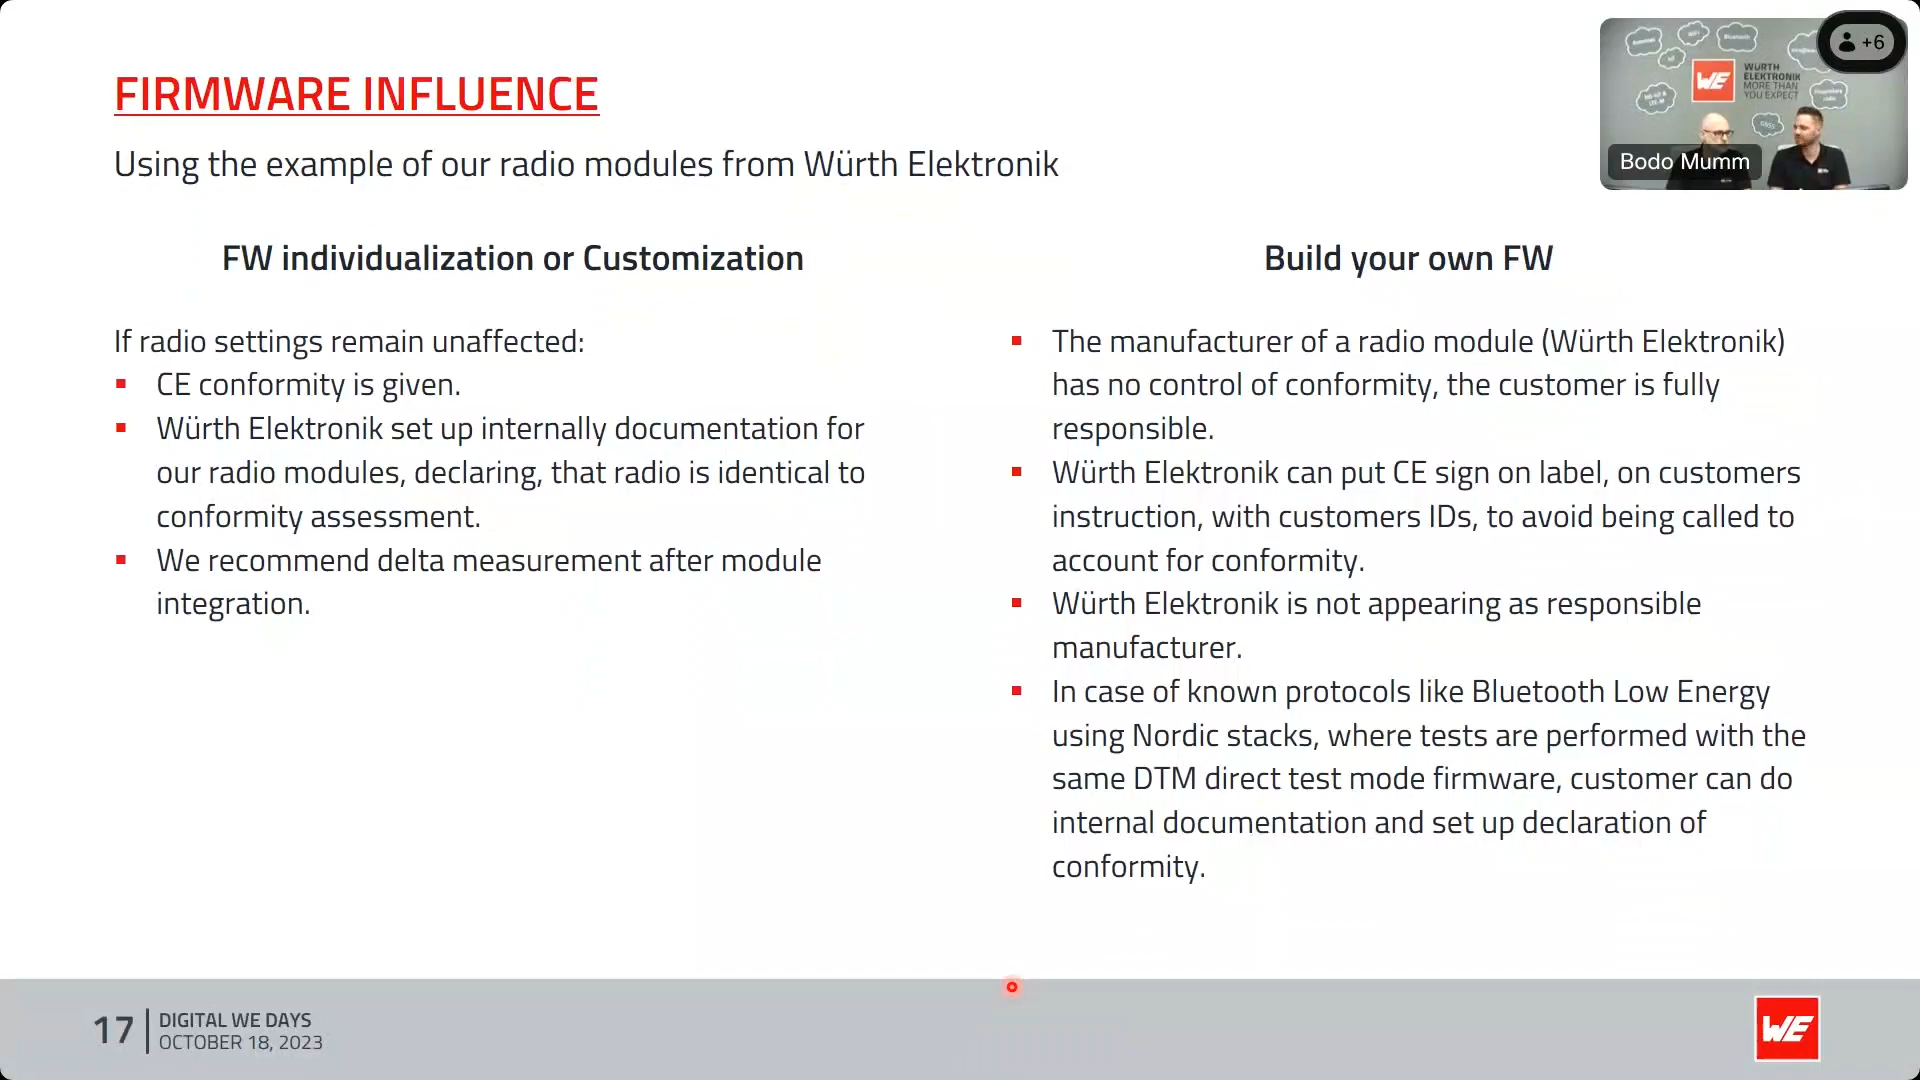 FIRMWARE INFLUENCE
Using the example of our radio modules from Würth Elektronik
+6
WE
WÜRTH
ELEKTRONIK
MORE THAN
YOU EXPECT
Bodo Mumm
FW individualization or Customization
If radio settings remain unaffected:
▪ CE conformity is given.
▪ Würth Elektronik set up internally documentation for
our radio modules, declaring, that radio is identical to
conformity assessment.
▪ We recommend delta measurement after module
integration.
Build your own FW
▪ The manufacturer of a radio module (Würth Elektronik)
has no control of conformity, the customer is fully
responsible.
▪ Würth Elektronik can put CE sign on label, on customers
instruction, with customers IDs, to avoid being called to
account for conformity.
▪ Würth Elektronik is not appearing as responsible
manufacturer.
▪ In case of known protocols like Bluetooth Low Energy
using Nordic stacks, where tests are performed with the
same DTM direct test mode firmware, customer can do
internal documentation and set up declaration of
conformity.
17
DIGITAL WE DAYS
OCTOBER 18, 2023
WE